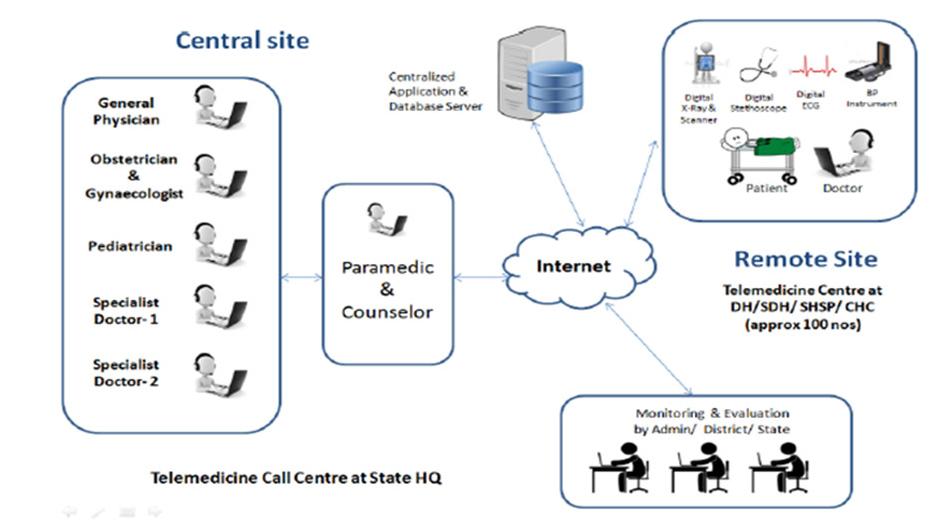 Central site
General
Physician
Obstetrician
&
Gynaecologist
Pediatrician
Specialist
Doctor- 1
Specialist
Doctor- 2
Paramedic
&
Counselor
Telemedicine Call Centre at State HQ
Centralized
Application &
Database Server
Internet
Digital
X-Ray &
Scanner
Digital
Stethoscope
Digital
ECG
BP
Instrument
Patient
Doctor
Remote Site
Telemedicine Centre at
DH/SDH/ SHSP/ CHC
(approx 100 nos)
Monitoring & Evaluation
by Admin/ District/ State